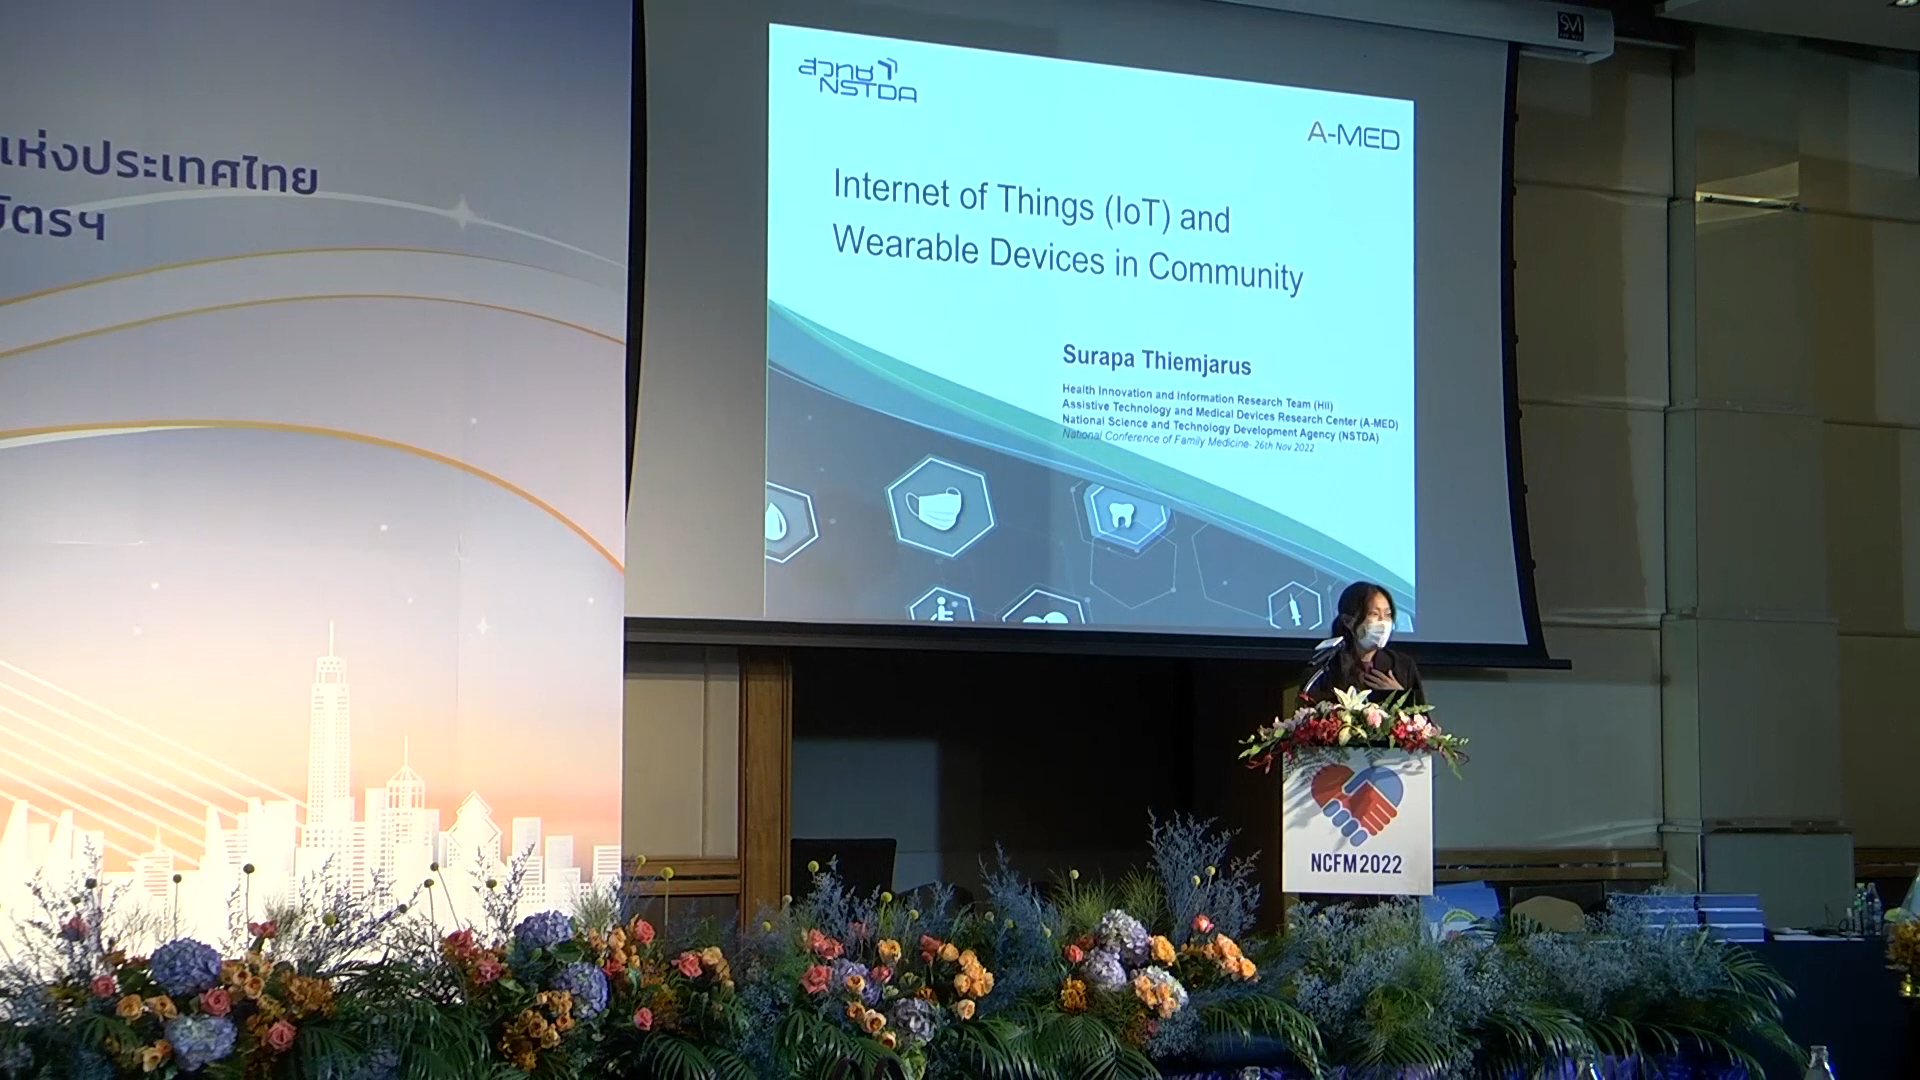 แห่งประเทศไทย
บัตรฯ
สวทช
NSTDA
A-MED
Internet of Things (IoT) and
Wearable Devices in Community
Surapa Thiemjarus
Health Innovation and Information Research Team (HII)
Assistive Technology and Medical Devices Research Center (A-MED)
National Science and Technology Development Agency (NSTDA)
National Conference of Family Medicine- 26th Nov 2022
NCFM2022